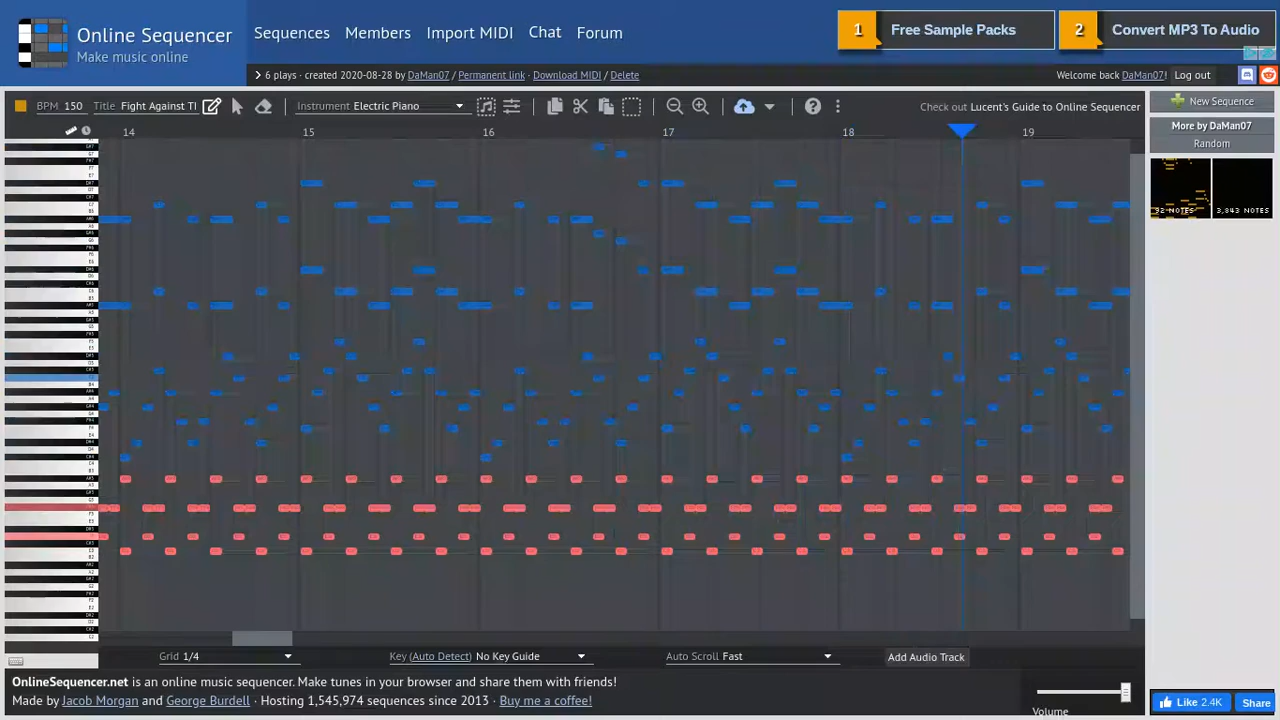 Online Sequencer
Make music online
Sequences Members Import MIDI Chat Forum
1 Free Sample Packs
2 Convert MP3 To Audio
6 plays · created 2020-08-28 by DaMan07 / Permanent link · Download MIDI / Delete
Welcome back DaMan07! Log out
BPM 150 Title Fight Against Tl
Instrument Electric Piano
Check out Lucent's Guide to Online Sequencer
New Sequence
More by DaMan07
Random
32 NOTES
3,843 NOTES
14 15 16 17 18 19
Grid 1/4
Key (Auto Detect) No Key Guide
Auto Scroll Fast
Add Audio Track
OnlineSequencer.net is an online music sequencer. Make tunes in your browser and share them with friends!
Made by Jacob Morgan and George Burdell · Hosting 1,545,974 sequences since 2013 · Buy me a coffee!
Volume
Like 2.4K
Share